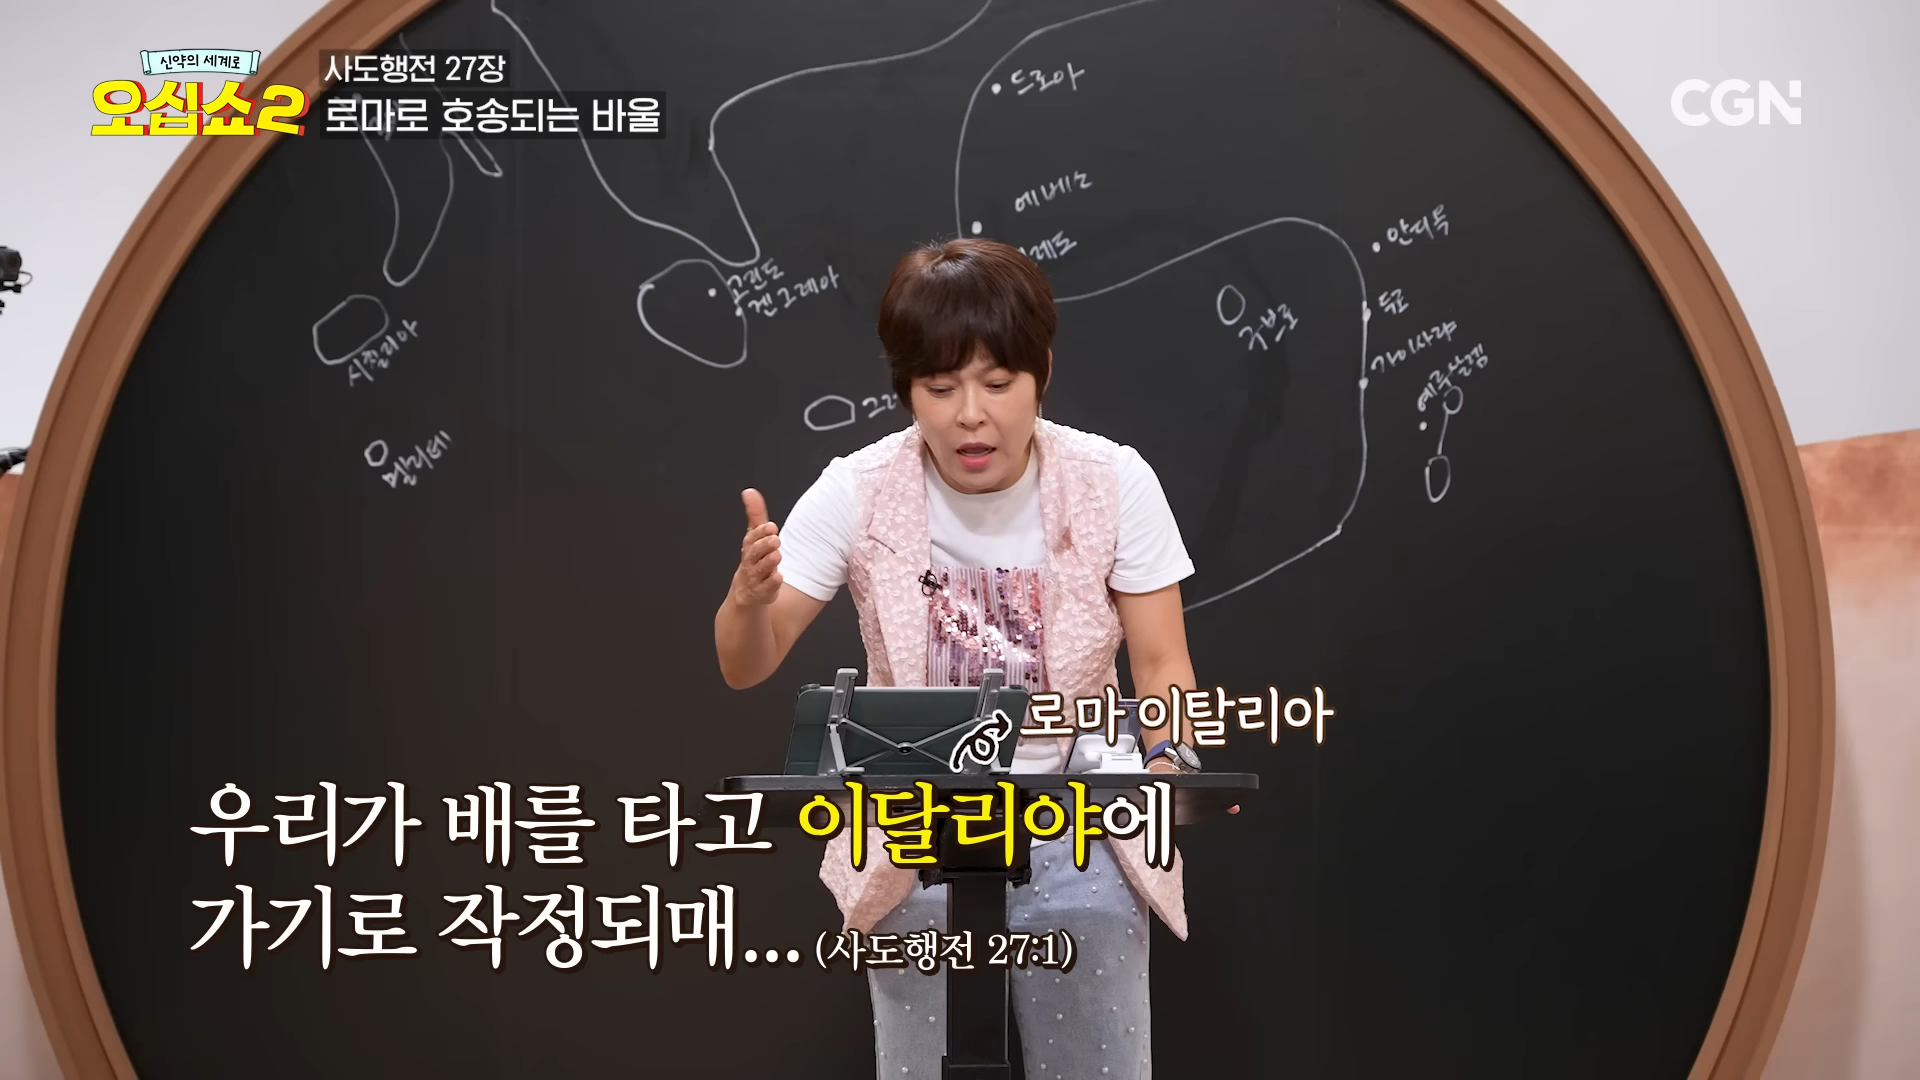 신약의 세계로
오십쇼2
사도행전 27장
로마로 호송되는 바울
CGN
드로아
에베소
레도
안디옥
고린도
겐그레아
두로
구브로
가이사랴
예루살렘
시칠리아
그레
멜리데
로마 이탈리아
우리가 배를 타고 이달리야에
가기로 작정되매... (사도행전 27:1)